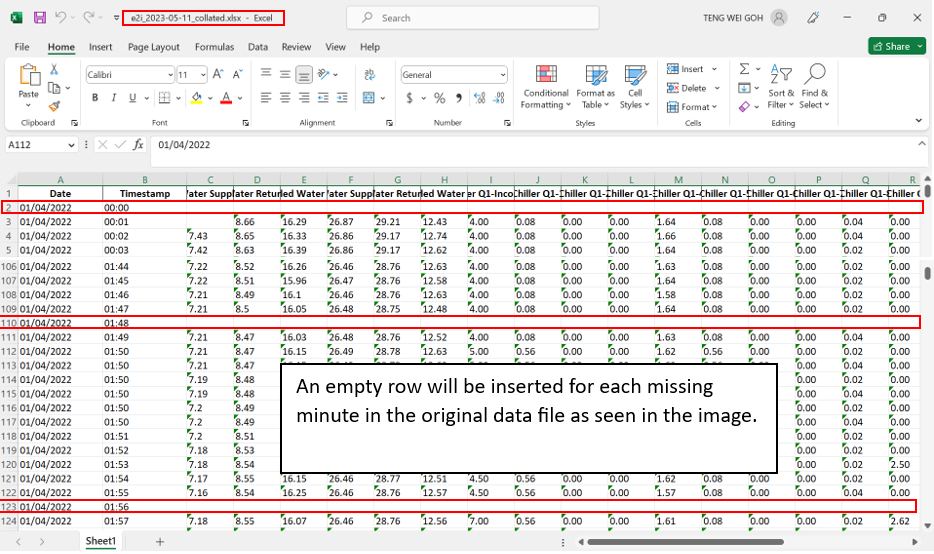 e2i_2023-05-11_collated.xlsx - Excel
Search
TENG WEI GOH
File Home Insert Page Layout Formulas Data Review View Help
Share
Paste
Calibri 11
B I U
General
Conditional Formatting
Format as Table
Cell Styles
Insert
Delete
Format
Sort & Filter
Find & Select
Clipboard Font Alignment Number Styles Cells Editing
A112 fx 01/04/2022
A B C D E F G H I J K L M N O P Q R
1 Date Timestamp ater Supp ater Retur ed Water ater Supp ater Retur ed Water er Q1-Inco Chiller Q1- Chiller Q1- Chiller Q1- Chiller Q1- Chiller Q1- Chiller Q1- Chiller Q1- Chiller Q1- Chiller
2 01/04/2022 00:00
3 01/04/2022 00:01 8.66 16.29 26.87 29.21 12.43 4.00 0.08 0.00 0.00 1.64 0.08 0.00 0.00 0.04 0.00
4 01/04/2022 00:02 7.43 8.65 16.33 26.86 29.17 12.74 4.00 0.08 0.00 0.00 1.66 0.08 0.00 0.00 0.02 0.00
5 01/04/2022 00:03 7.42 8.63 16.39 26.86 29.17 12.62 4.00 0.08 0.00 0.00 1.64 0.08 0.00 0.00 0.02 0.00
106 01/04/2022 01:44 7.22 8.52 16.26 26.46 28.76 12.63 4.00 0.08 0.00 0.00 1.63 0.08 0.00 0.00 0.02 0.00
107 01/04/2022 01:45 7.22 8.51 15.96 26.47 28.76 12.58 4.00 0.08 0.00 0.00 1.64 0.08 0.00 0.00 0.02 0.00
108 01/04/2022 01:46 7.21 8.49 16.1 26.46 28.76 12.63 4.00 0.08 0.00 0.00 1.58 0.08 0.00 0.00 0.02 0.00
109 01/04/2022 01:47 7.21 8.5 16.05 26.48 28.75 12.48 4.00 0.08 0.00 0.00 1.64 0.08 0.00 0.00 0.02 0.00
110 01/04/2022 01:48
111 01/04/2022 01:49 7.21 8.47 16.03 26.48 28.76 12.52 4.00 0.08 0.00 0.00 1.63 0.08 0.00 0.00 0.04 0.00
112 01/04/2022 01:50 7.21 8.47 16.15 26.49 28.78 12.63 5.00 0.56 0.00 0.00 1.62 0.56 0.00 0.00 0.02 0.00
113 01/04/2022 01:50 7.21 8.47 0.00 0.04 0.00
114 01/04/2022 01:50 7.19 8.48 0.00 0.02 0.00
115 01/04/2022 01:50 7.19 8.48 0.00 0.04 0.00
116 01/04/2022 01:50 7.2 8.49 0.00 0.02 0.00
117 01/04/2022 01:50 7.2 8.49 0.00 0.04 0.00
118 01/04/2022 01:51 7.2 8.51 0.00 0.02 0.00
119 01/04/2022 01:52 7.18 8.53 0.00 0.02 0.00
120 01/04/2022 01:53 7.18 8.54 0.00 0.02 2.50
121 01/04/2022 01:54 7.17 8.55 16.15 26.46 28.77 12.51 4.50 0.56 0.00 0.00 1.62 0.08 0.00 0.00 0.02 0.00
122 01/04/2022 01:55 7.16 8.54 16.25 26.46 28.76 12.57 4.50 0.56 0.00 0.00 1.57 0.08 0.00 0.00 0.04 0.00
123 01/04/2022 01:56
124 01/04/2022 01:57 7.18 8.55 16.07 26.46 28.76 12.56 7.00 0.56 0.00 0.00 1.61 0.08 0.00 0.00 0.02 2.62
An empty row will be inserted for each missing
minute in the original data file as seen in the image.
Sheet1